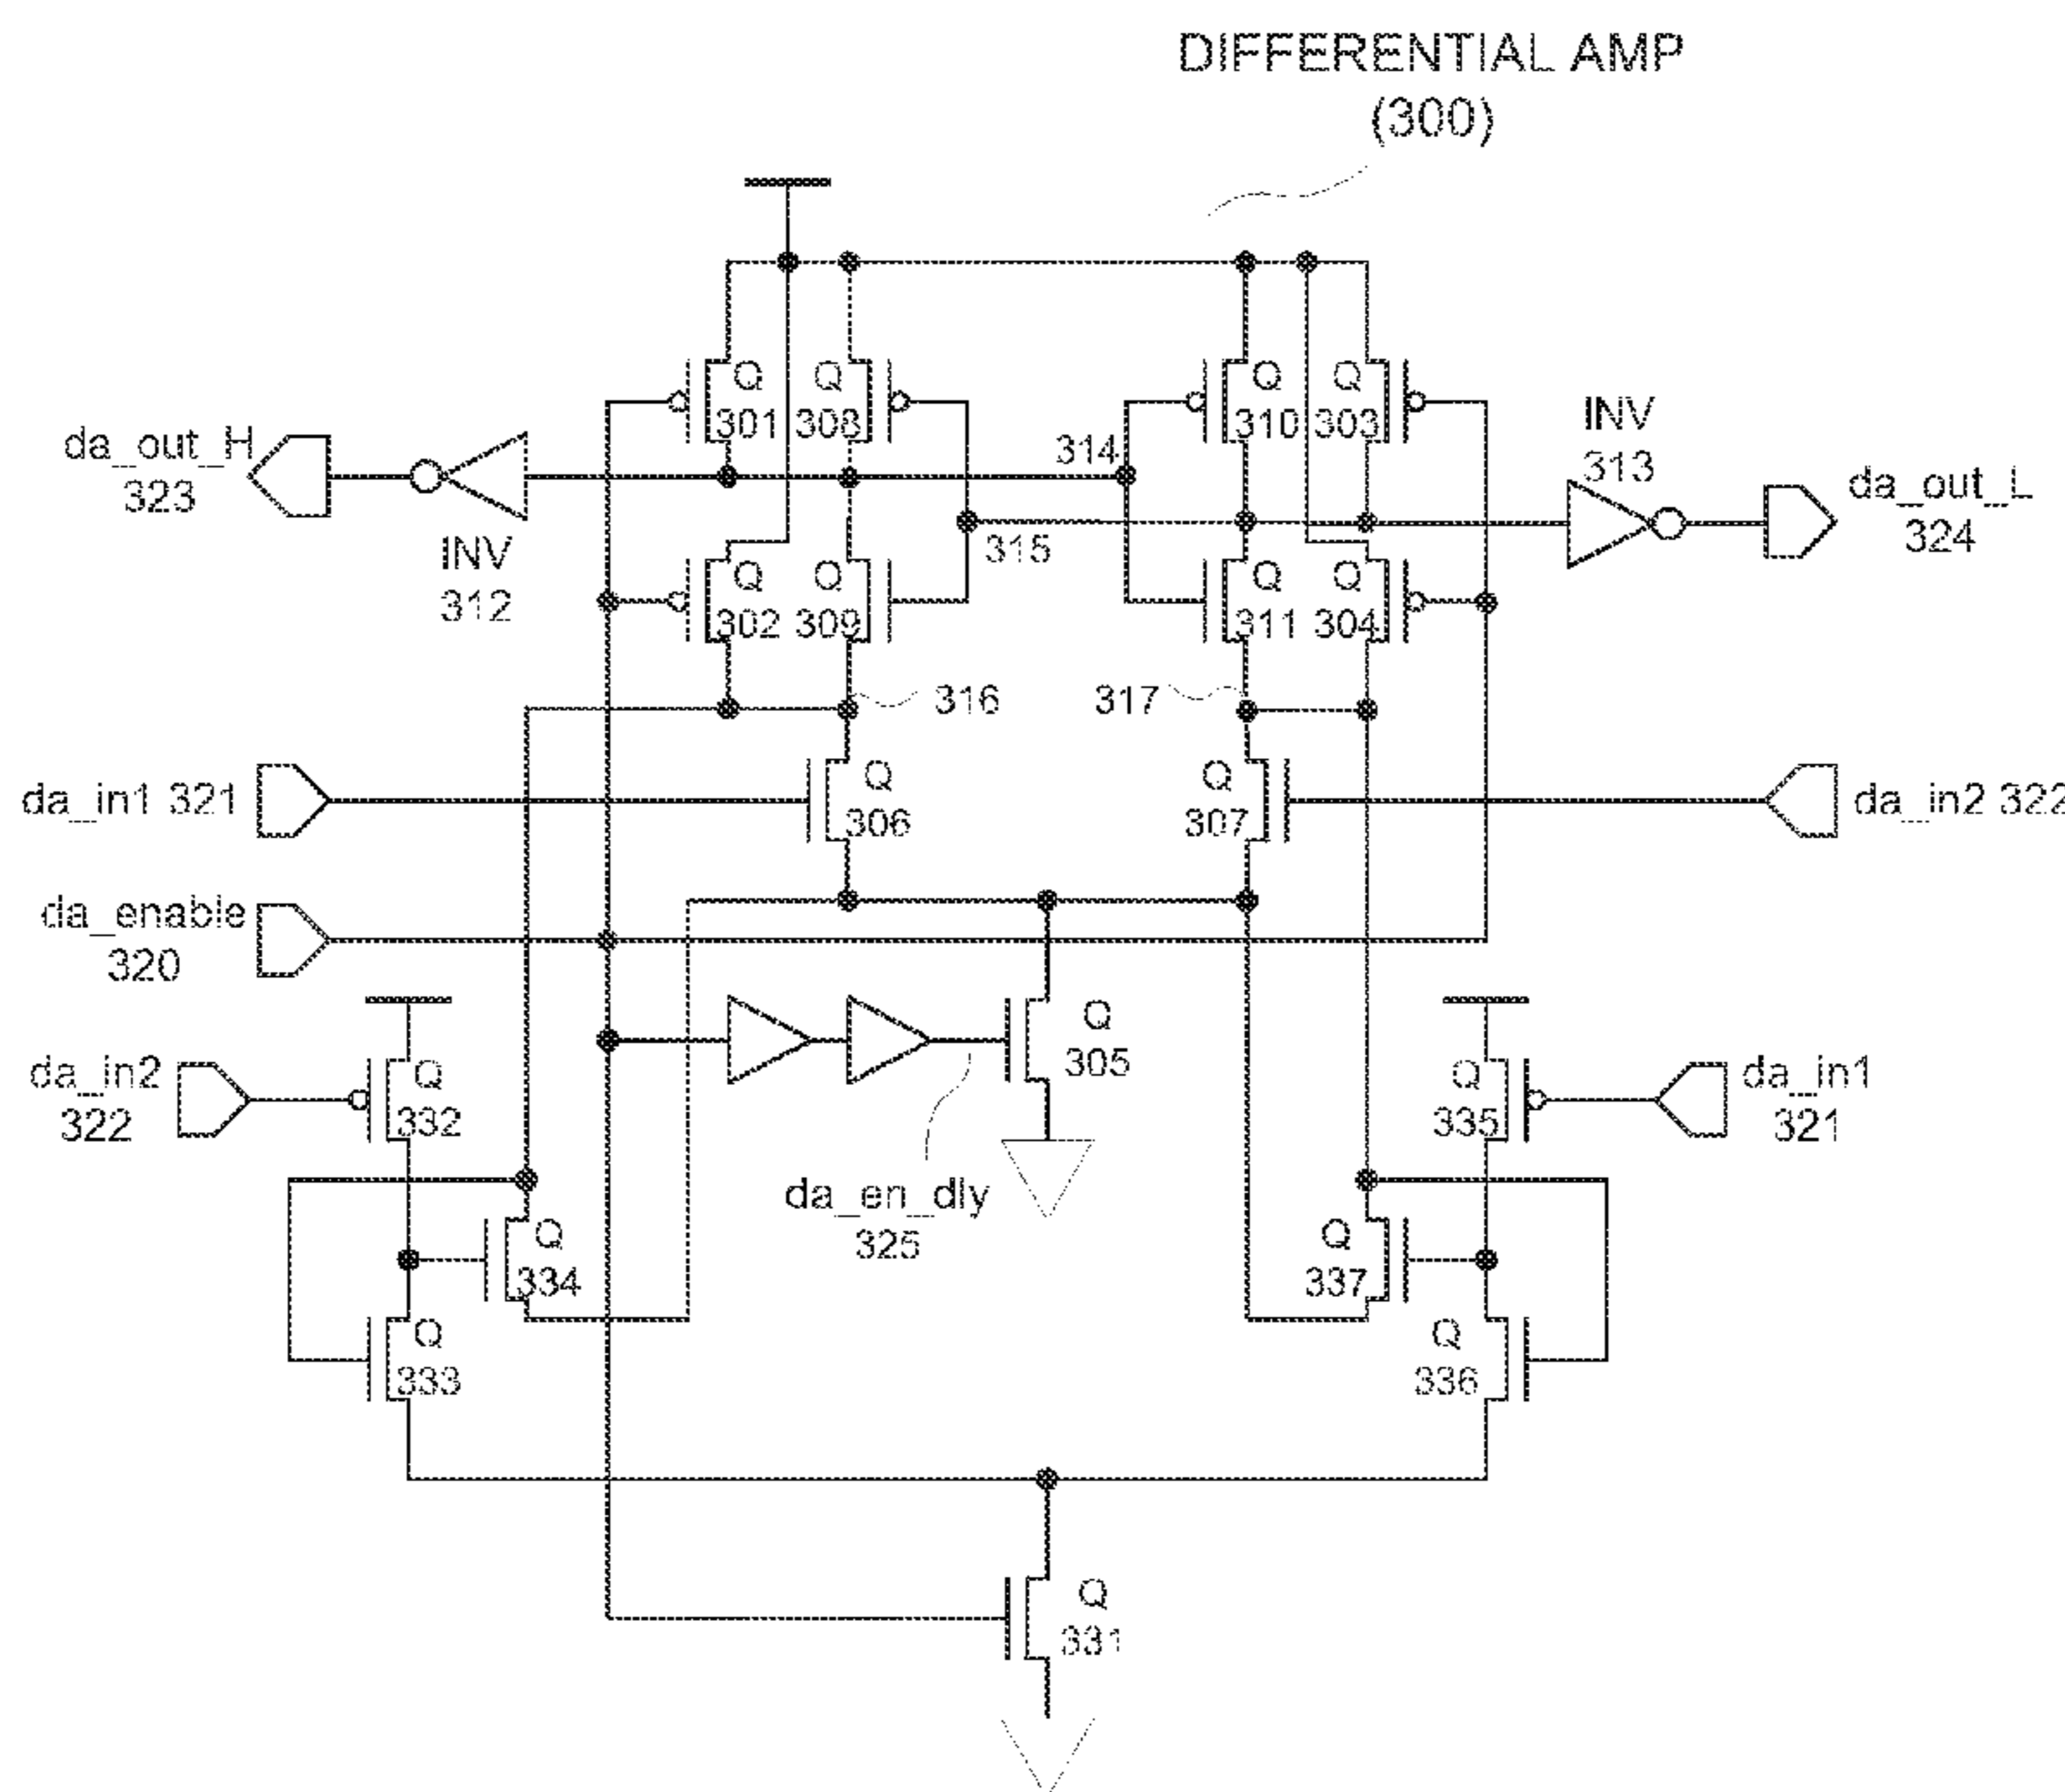 DIFFERENTIAL AMP
(300)
Q
301
Q
308
Q
310
Q
303
INV
313
da_out_H
323
314
da_out_L
324
INV
312
315
Q
302
Q
309
Q
311
Q
304
316
317
da_in1 321
Q
306
Q
307
da_in2 322
da_enable
320
Q
305
da_in2
322
Q
332
Q
335
da_in1
321
da_en_dly
325
Q
334
Q
337
Q
333
Q
336
Q
331